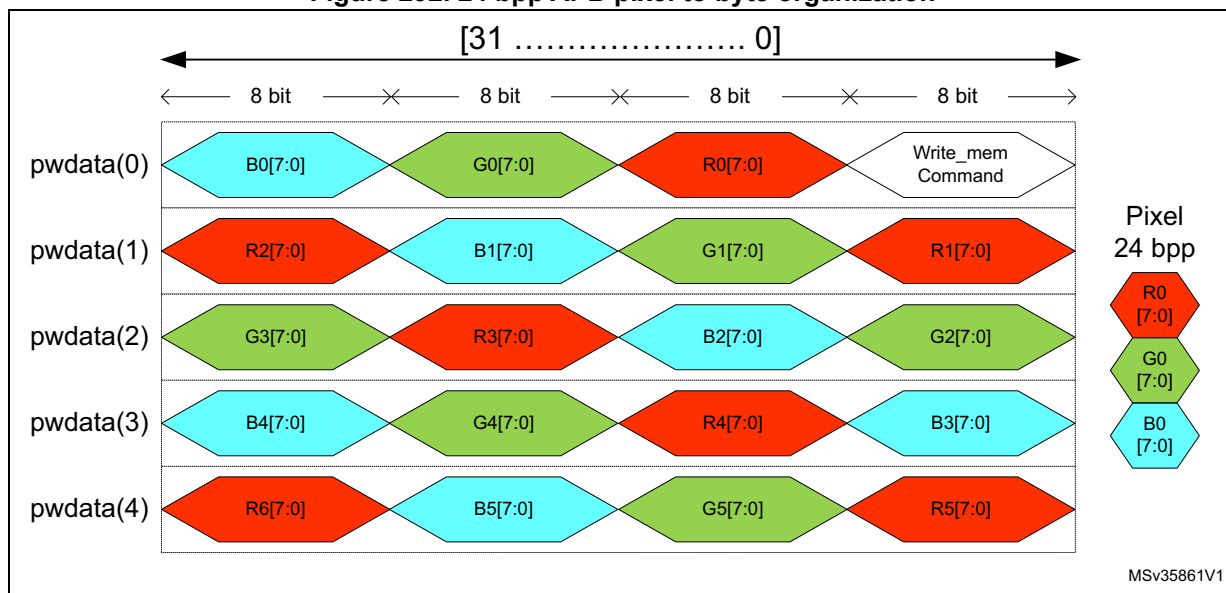 [31 ...................... 0]
8 bit 8 bit 8 bit 8 bit
pwdata(0) B0[7:0] G0[7:0] R0[7:0] Write_mem Command
pwdata(1) R2[7:0] B1[7:0] G1[7:0] R1[7:0]
pwdata(2) G3[7:0] R3[7:0] B2[7:0] G2[7:0]
pwdata(3) B4[7:0] G4[7:0] R4[7:0] B3[7:0]
pwdata(4) R6[7:0] B5[7:0] G5[7:0] R5[7:0]
Pixel
24 bpp
R0
[7:0]
G0
[7:0]
B0
[7:0]
MSv35861V1